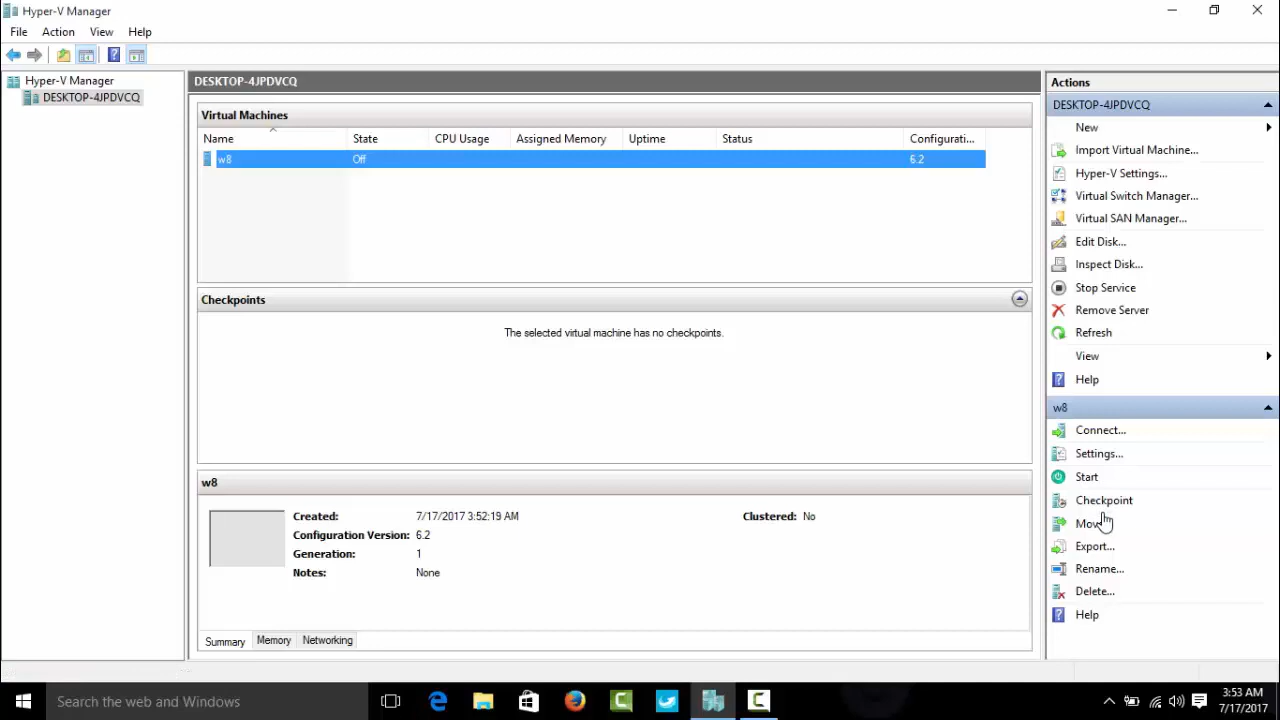 Hyper-V Manager
File Action View Help
Hyper-V Manager
DESKTOP-4JPDVCQ
DESKTOP-4JPDVCQ
Virtual Machines
Name State CPU Usage Assigned Memory Uptime Status Configurati...
w8 Off 6.2
Checkpoints
The selected virtual machine has no checkpoints.
w8
Created: 7/17/2017 3:52:19 AM Clustered: No
Configuration Version: 6.2
Generation: 1
Notes: None
Summary Memory Networking
Actions
DESKTOP-4JPDVCQ
New
Import Virtual Machine...
Hyper-V Settings...
Virtual Switch Manager...
Virtual SAN Manager...
Edit Disk...
Inspect Disk...
Stop Service
Remove Server
Refresh
View
Help
w8
Connect...
Settings...
Start
Checkpoint
Mov
Export...
Rename...
Delete...
Help
Search the web and Windows
3:53 AM
7/17/2017